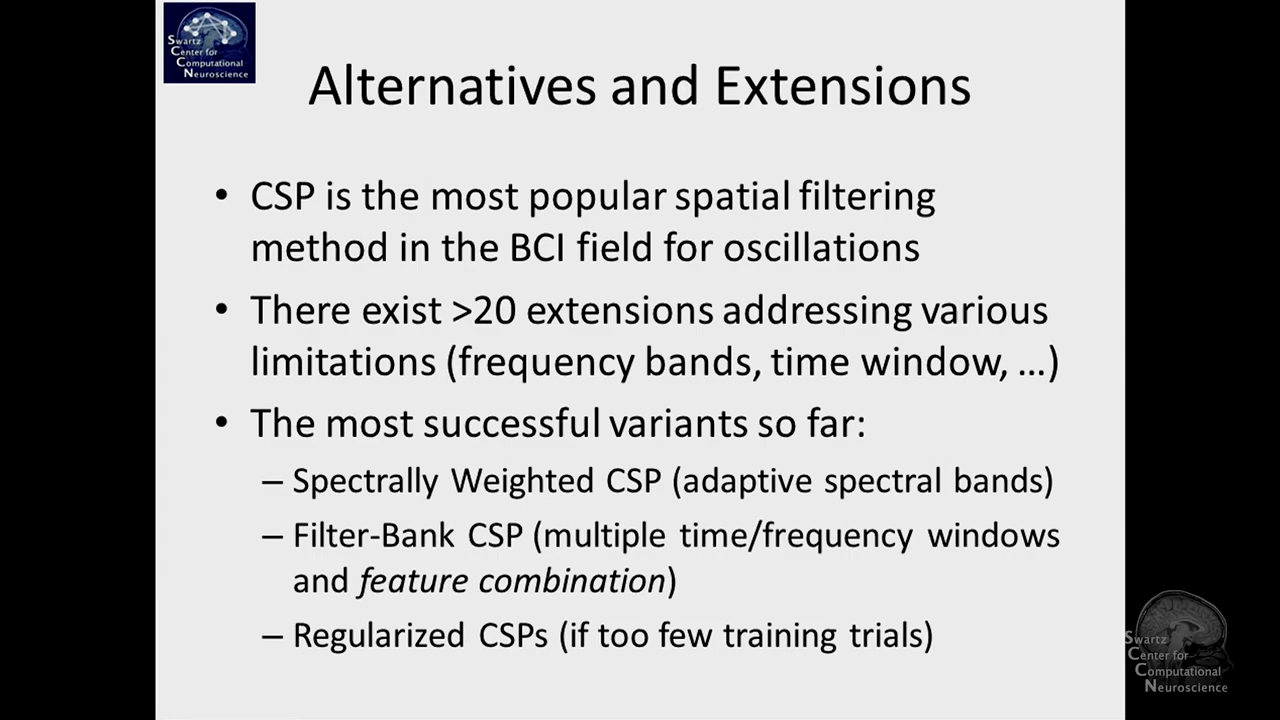 Swartz
Center for
Computational
Neuroscience
Alternatives and Extensions
• CSP is the most popular spatial filtering
method in the BCI field for oscillations
• There exist >20 extensions addressing various
limitations (frequency bands, time window, …)
• The most successful variants so far:
– Spectrally Weighted CSP (adaptive spectral bands)
– Filter-Bank CSP (multiple time/frequency windows
and feature combination)
– Regularized CSPs (if too few training trials)
Swartz
Center for
Computational
Neuroscience